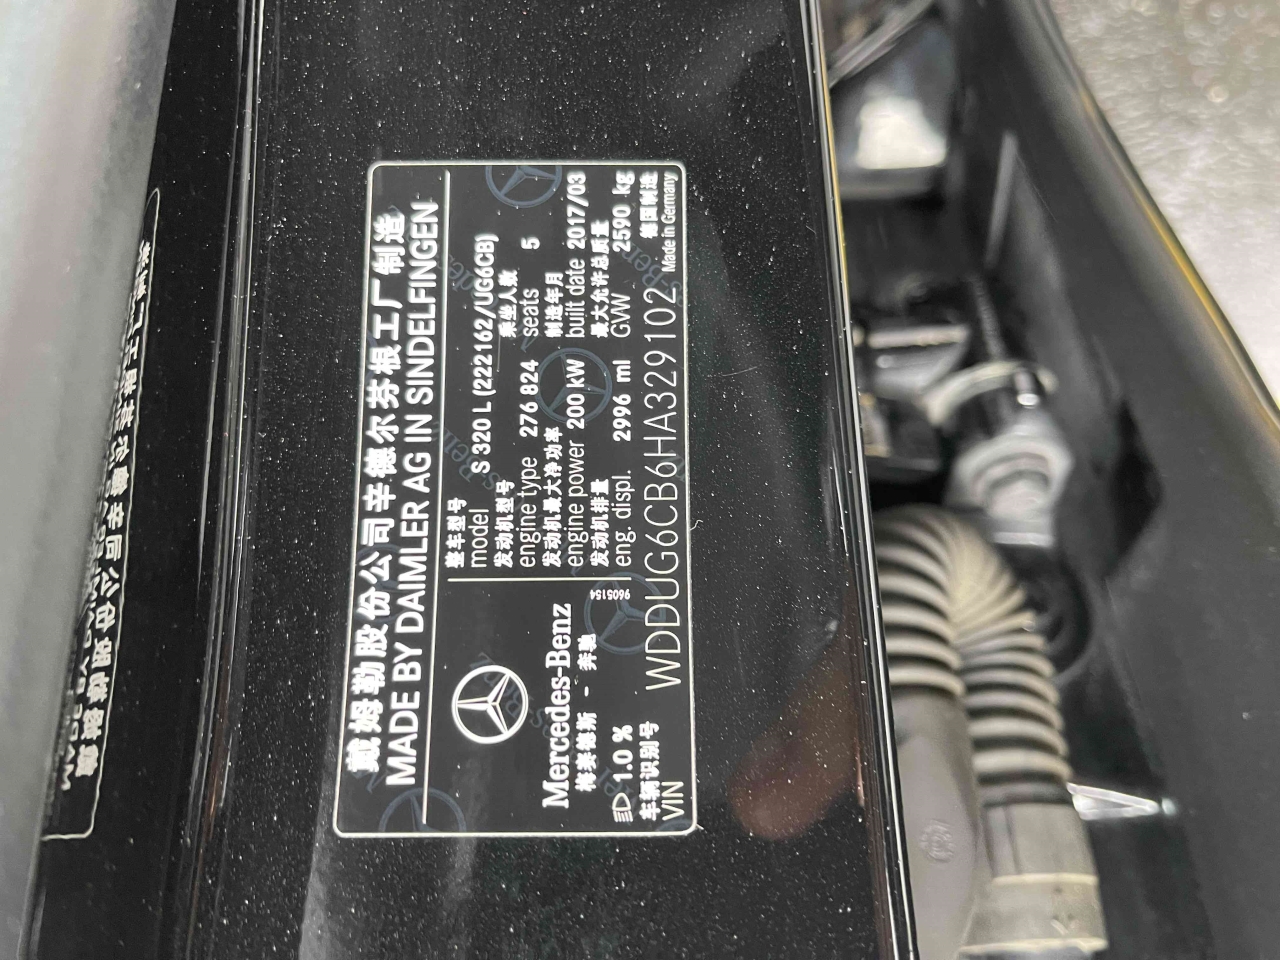 戴姆勒股份公司辛德尔芬根工厂制造
MADE BY DAIMLER AG IN SINDELFINGEN
整车型号
model S 320 L (222162/UG6CB)
发动机型号 乘坐人数
engine type 276 824 seats 5
发动机最大净功率 制造年月
engine power 200 kW built date 2017/03
发动机排量 最大允许总质量
eng. displ. 2996 ml GVW 2590 kg
Mercedes-Benz
梅赛德斯 - 奔驰
9605154
1.0 %
车辆识别号 德国制造
VIN WDDUG6CB6HA329102 Made in Germany